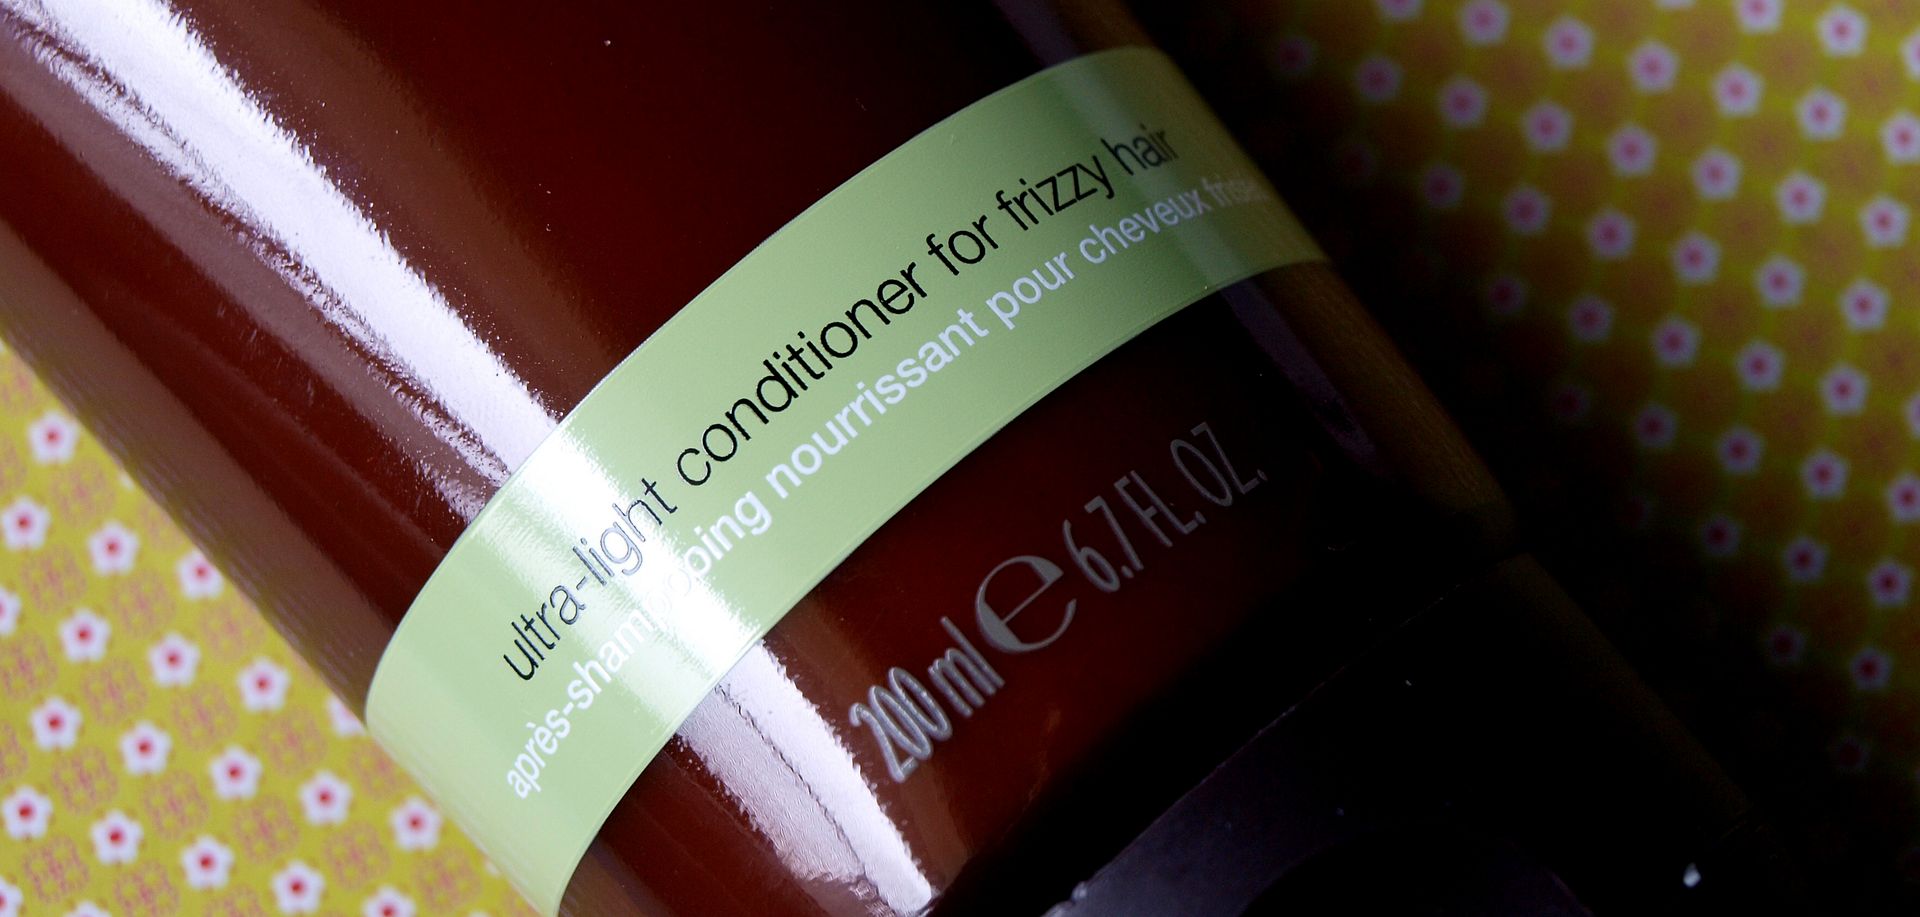 ultra-light conditioner for frizzy hair
après-shampooing nourrissant pour cheveux
200 ml e 6.7 FL. OZ.